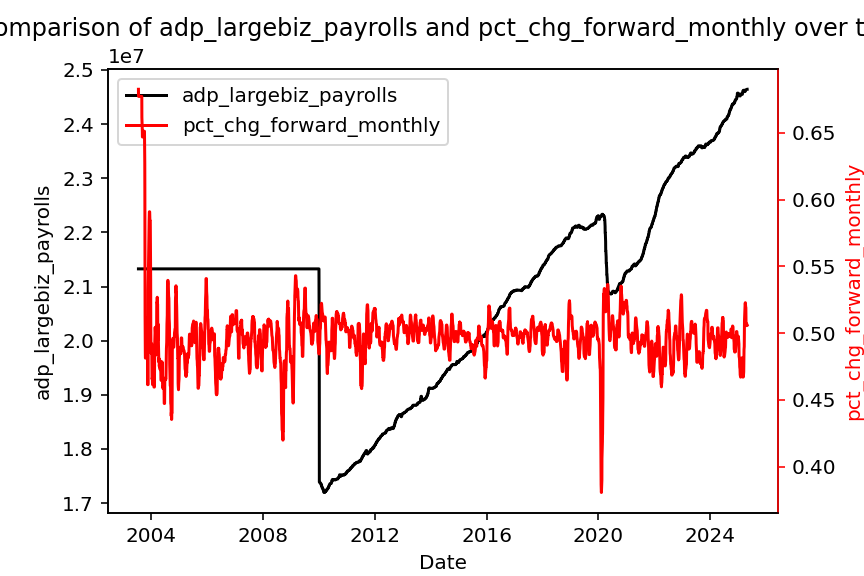 omparison of adp_largebiz_payrolls and pct_chg_forward_monthly over t
1e7
adp_largebiz_payrolls
pct_chg_forward_monthly
2.5
2.4
2.3
2.2
2.1
2.0
1.9
1.8
1.7
adp_largebiz_payrolls
0.65
0.60
0.55
0.50
0.45
0.40
pct_chg_forward_monthly
2004 2008 2012 2016 2020 2024
Date